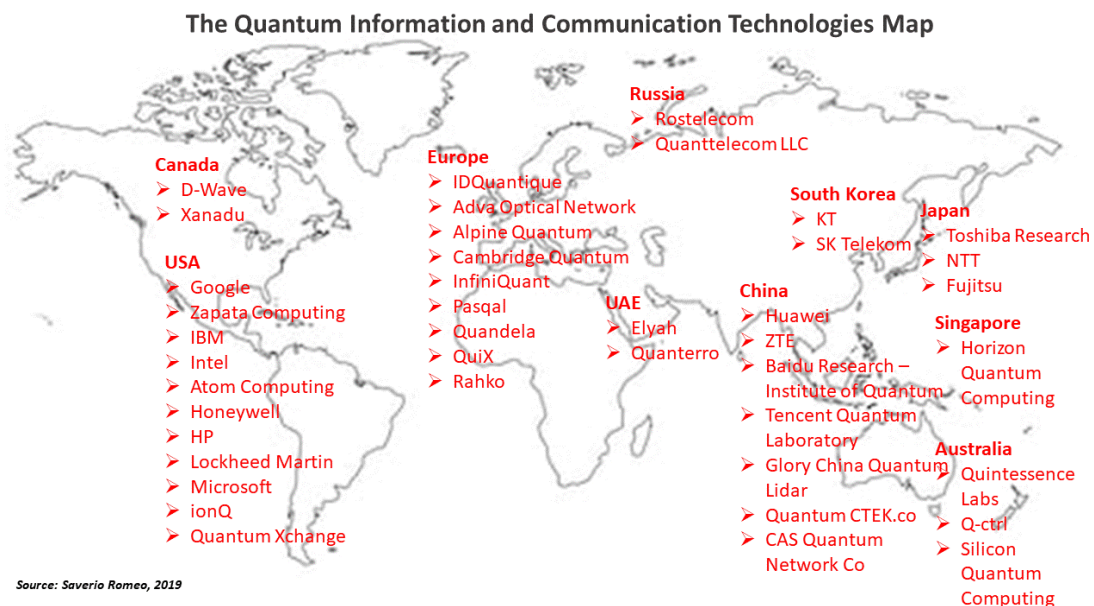 The Quantum Information and Communication Technologies Map
Canada
➢ D-Wave
➢ Xanadu
USA
➢ Google
➢ Zapata Computing
➢ IBM
➢ Intel
➢ Atom Computing
➢ Honeywell
➢ HP
➢ Lockheed Martin
➢ Microsoft
➢ ionQ
➢ Quantum Xchange
Europe
➢ IDQuantique
➢ Adva Optical Network
➢ Alpine Quantum
➢ Cambridge Quantum
➢ InfiniQuant
➢ Pasqal
➢ Quandela
➢ QuiX
➢ Rahko
Russia
➢ Rostelecom
➢ Quanttelecom LLC
UAE
➢ Elyah
➢ Quanterro
South Korea
➢ KT
➢ SK Telekom
Japan
➢ Toshiba Research
➢ NTT
➢ Fujitsu
China
➢ Huawei
➢ ZTE
➢ Baidu Research –
Institute of Quantum
➢ Tencent Quantum
Laboratory
➢ Glory China Quantum
Lidar
➢ Quantum CTEK.co
➢ CAS Quantum
Network Co
Singapore
➢ Horizon
Quantum
Computing
Australia
➢ Quintessence
Labs
➢ Q-ctrl
➢ Silicon
Quantum
Computing
Source: Saverio Romeo, 2019